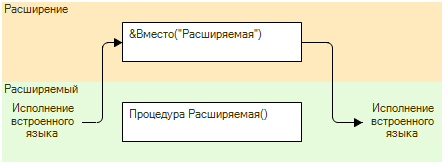 Расширение
&Вместо("Расширяемая")
Расширяемый
Исполнение
встроенного
языка
Процедура Расширяемая()
Исполнение
встроенного
языка